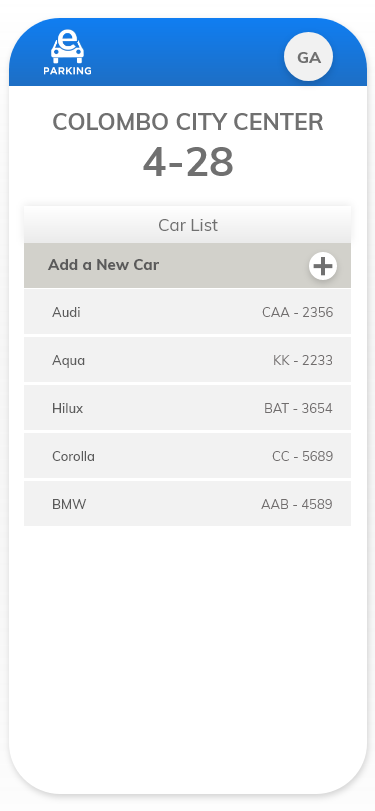 e
PARKING
GA
COLOMBO CITY CENTER
4-28
Car List
Add a New Car
Audi CAA - 2356
Aqua KK - 2233
Hilux BAT - 3654
Corolla CC - 5689
BMW AAB - 4589